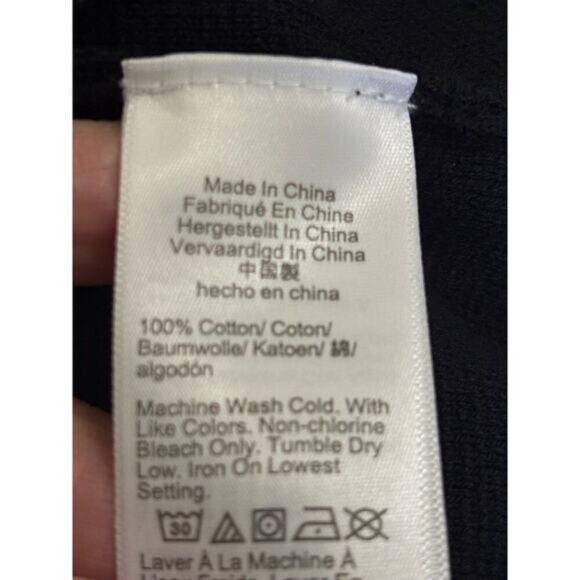 Made In China
Fabriqué En Chine
Hergestellt In China
Vervaardigd In China
中国製
hecho en china
100% Cotton/ Coton/
Baumwolle/ Katoen/ 綿/
algodón
Machine Wash Cold. With
Like Colors. Non-chlorine
Bleach Only. Tumble Dry
Low. Iron On Lowest
Setting.
30
Laver À La Machine À